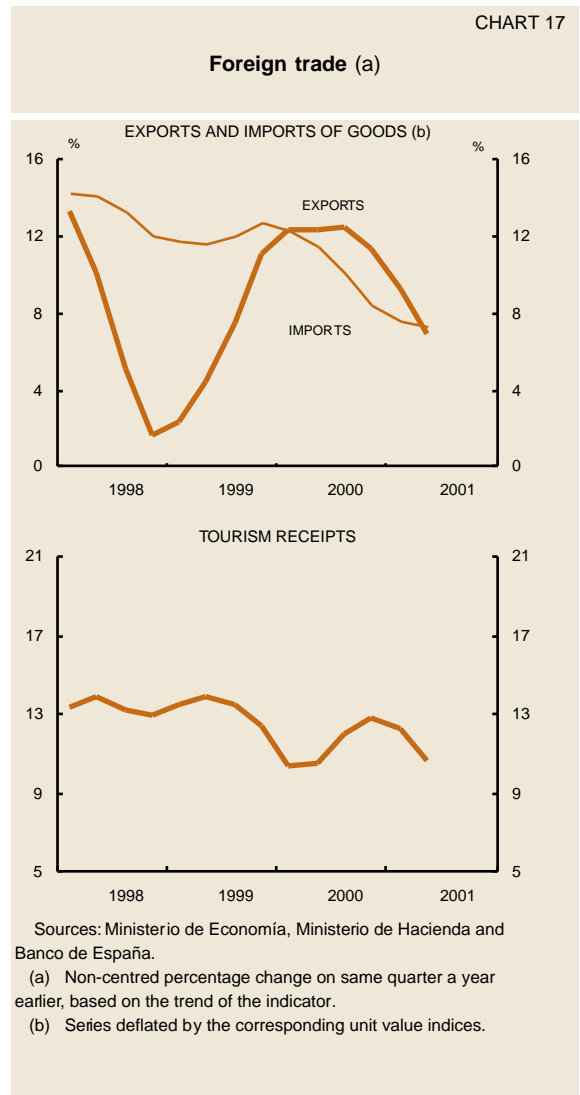 CHART 17
Foreign trade (a)
EXPORTS AND IMPORTS OF GOODS (b)
% %
16 16
EXPORTS
12 12
8 8
IMPORTS
4 4
0 0
1998 1999 2000 2001
TOURISM RECEIPTS
21 21
17 17
13 13
9 9
5 5
1998 1999 2000 2001
Sources: Ministerio de Economía, Ministerio de Hacienda and
Banco de España.
(a) Non-centred percentage change on same quarter a year
earlier, based on the trend of the indicator.
(b) Series deflated by the corresponding unit value indices.